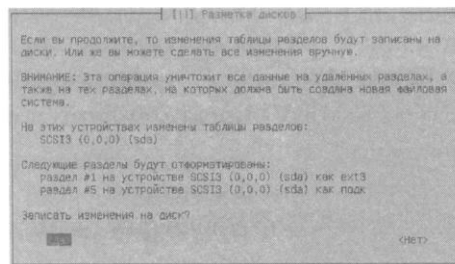 [!!] Разметка дисков
Если вы продолжите, то изменения таблицы разделов будут записаны на
диски. Или же вы можете сделать все изменения вручную.
ВНИМАНИЕ: Эта операция уничтожит все данные на удалённых разделах, а
также на тех разделах, на которых должна быть создана новая файловая
система.
На этих устройствах изменены таблицы разделов:
SCSI3 (0,0,0) (sda)
Следующие разделы будут отформатированы:
раздел #1 на устройстве SCSI3 (0,0,0) (sda) как ext3
раздел #5 на устройстве SCSI3 (0,0,0) (sda) как подк
Записать изменения на диск?
<Нет>